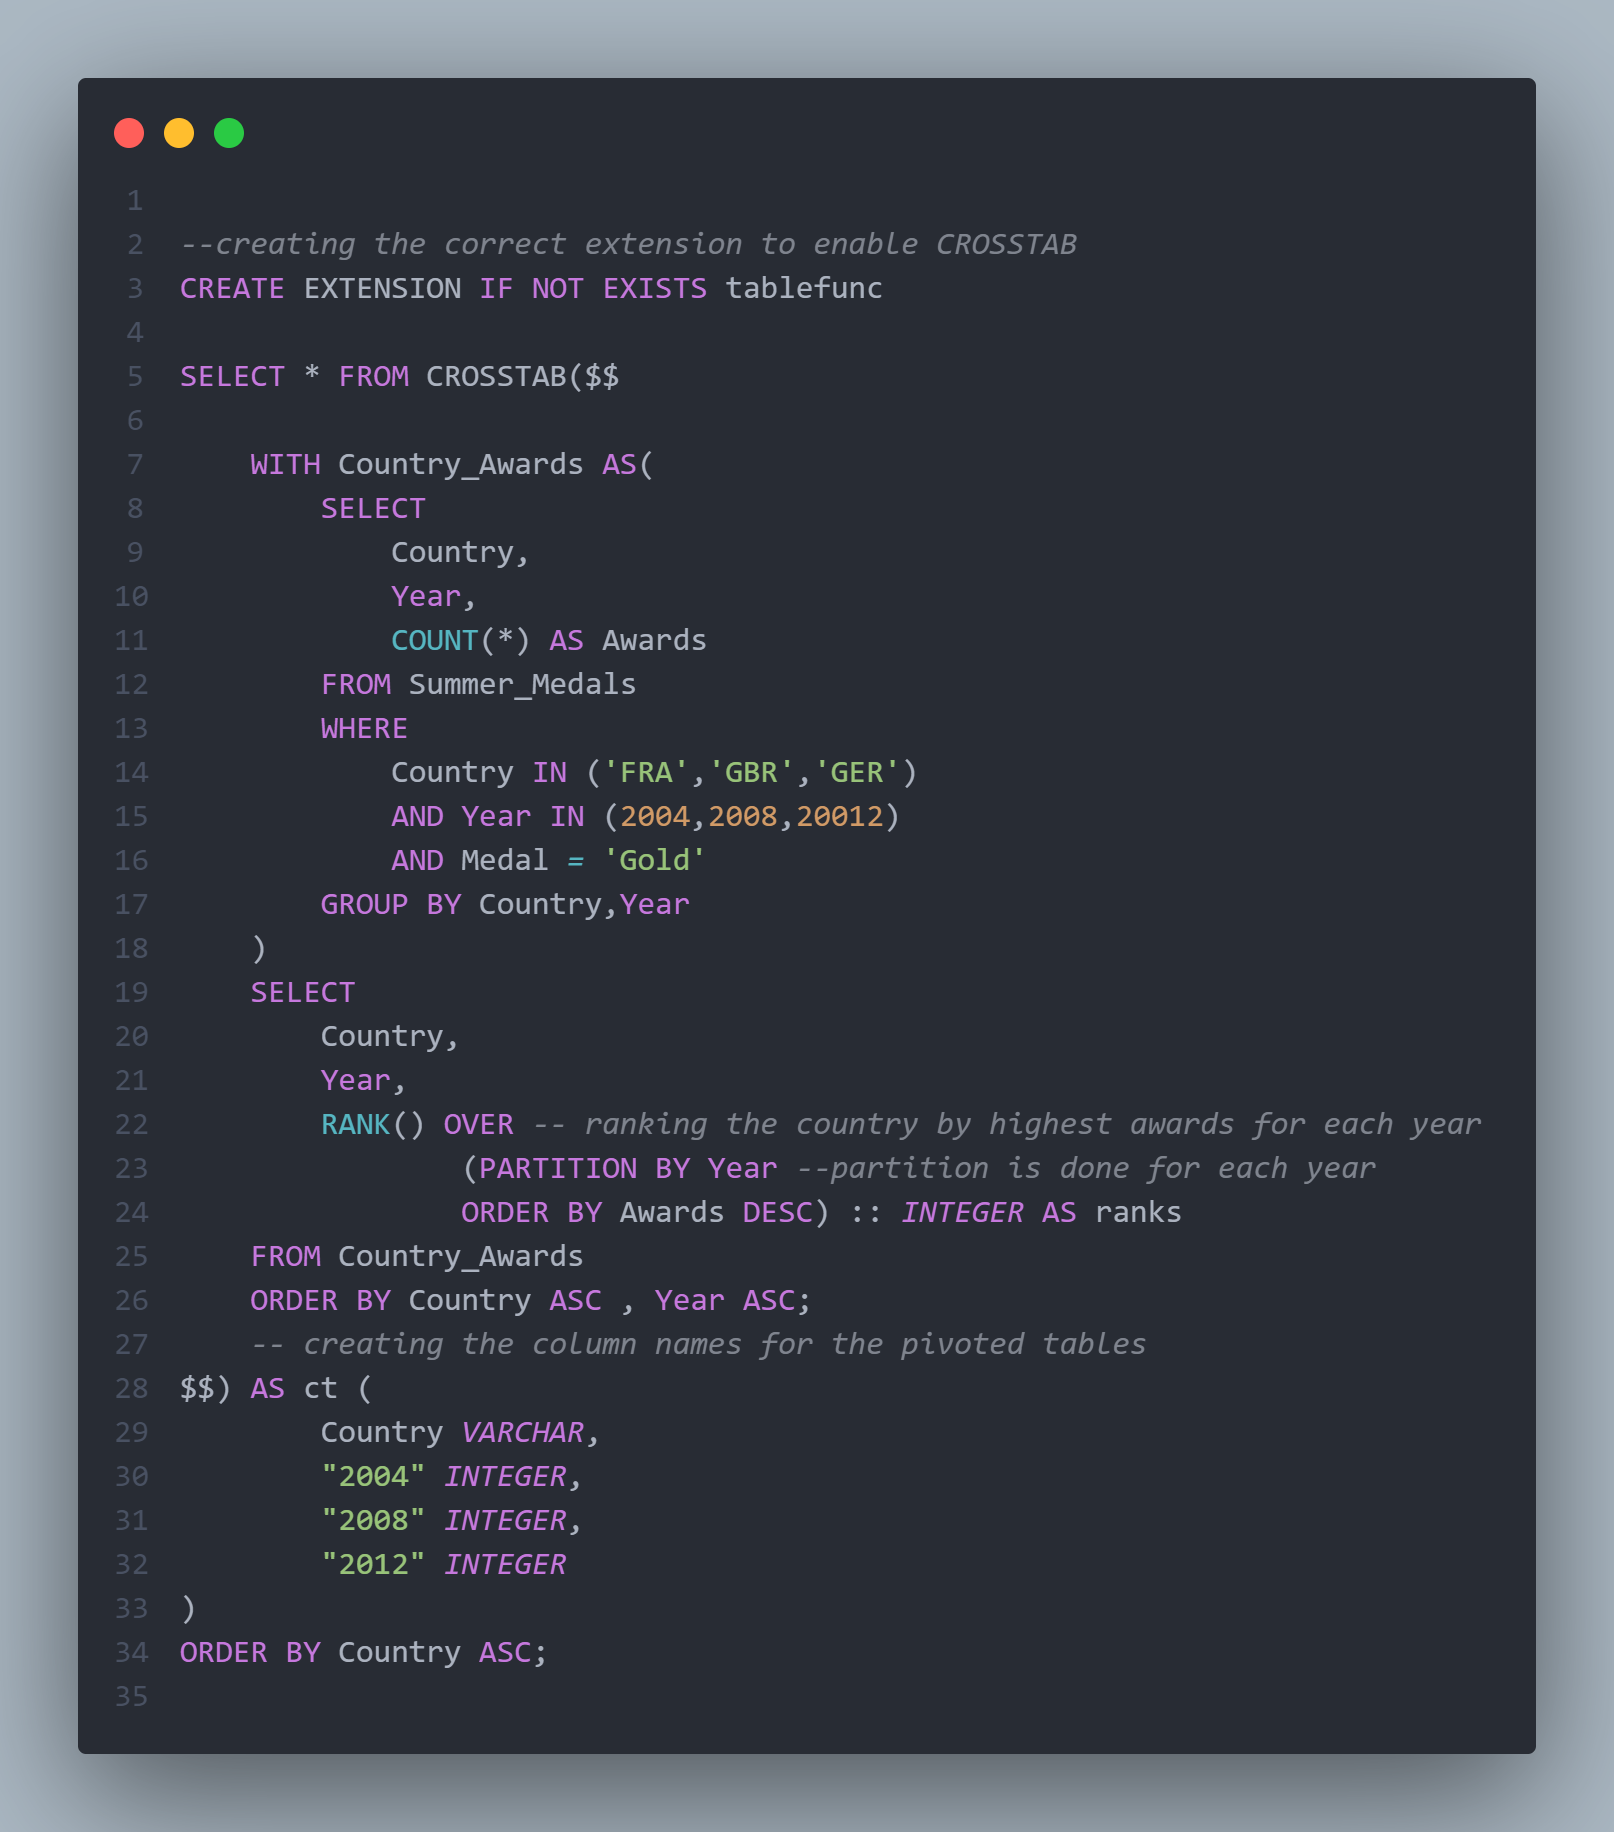 1
2 --creating the correct extension to enable CROSSTAB
3 CREATE EXTENSION IF NOT EXISTS tablefunc
4
5 SELECT * FROM CROSSTAB($$
6
7     WITH Country_Awards AS(
8         SELECT
9             Country,
10             Year,
11             COUNT(*) AS Awards
12         FROM Summer_Medals
13         WHERE
14             Country IN ('FRA','GBR','GER')
15             AND Year IN (2004,2008,20012)
16             AND Medal = 'Gold'
17         GROUP BY Country,Year
18     )
19     SELECT
20         Country,
21         Year,
22         RANK() OVER -- ranking the country by highest awards for each year
23                 (PARTITION BY Year --partition is done for each year
24                 ORDER BY Awards DESC) :: INTEGER AS ranks
25     FROM Country_Awards
26     ORDER BY Country ASC , Year ASC;
27     -- creating the column names for the pivoted tables
28 $$) AS ct (
29         Country VARCHAR,
30         "2004" INTEGER,
31         "2008" INTEGER,
32         "2012" INTEGER
33 )
34 ORDER BY Country ASC;
35